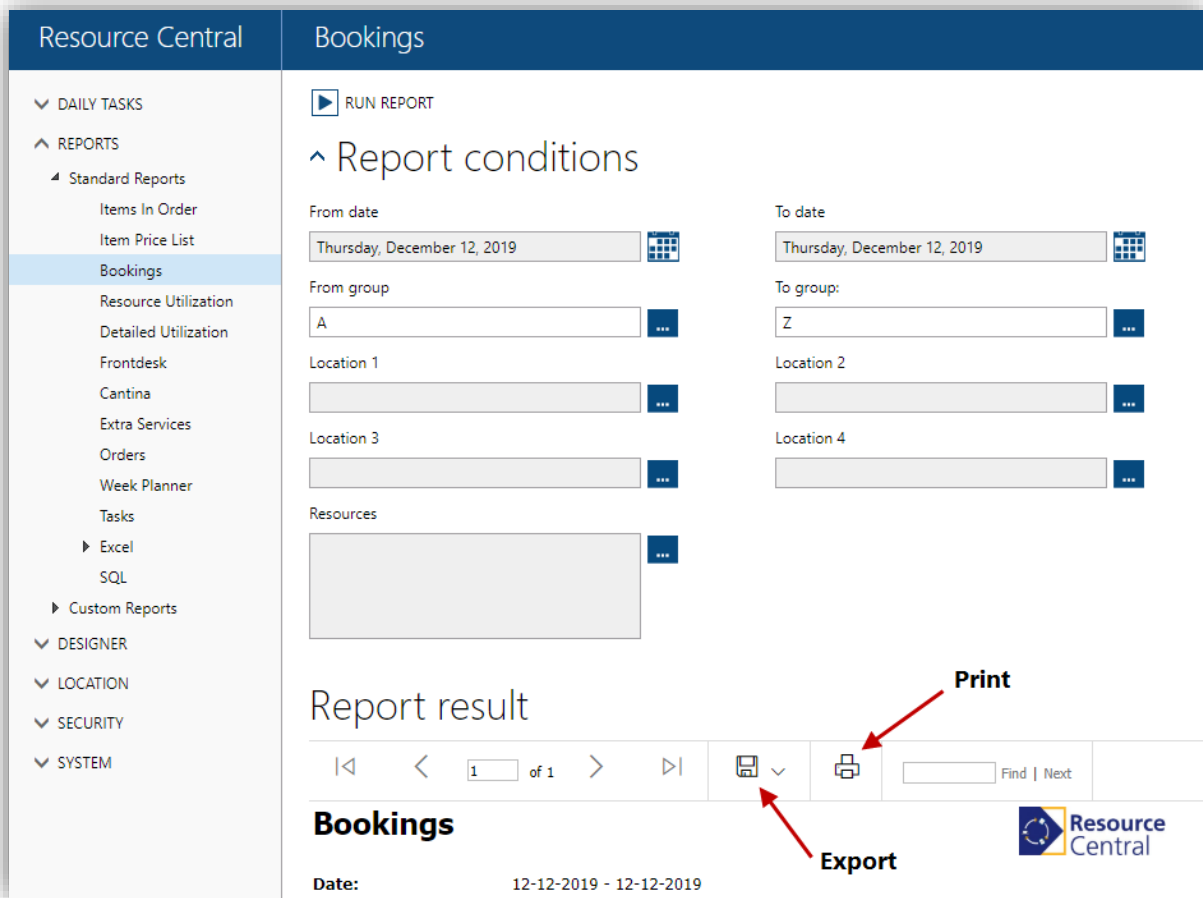 Resource Central
Bookings
DAILY TASKS
REPORTS
Standard Reports
Items In Order
Item Price List
Bookings
Resource Utilization
Detailed Utilization
Frontdesk
Cantina
Extra Services
Orders
Week Planner
Tasks
Excel
SQL
Custom Reports
DESIGNER
LOCATION
SECURITY
SYSTEM
RUN REPORT
Report conditions
From date
To date
Thursday, December 12, 2019
Thursday, December 12, 2019
From group
To group:
A
...
Z
...
Location 1
Location 2
...
...
Location 3
Location 4
...
...
Resources
...
Print
Report result
1 of 1
Find | Next
Bookings
Resource
Central
Export
Date: 12-12-2019 - 12-12-2019